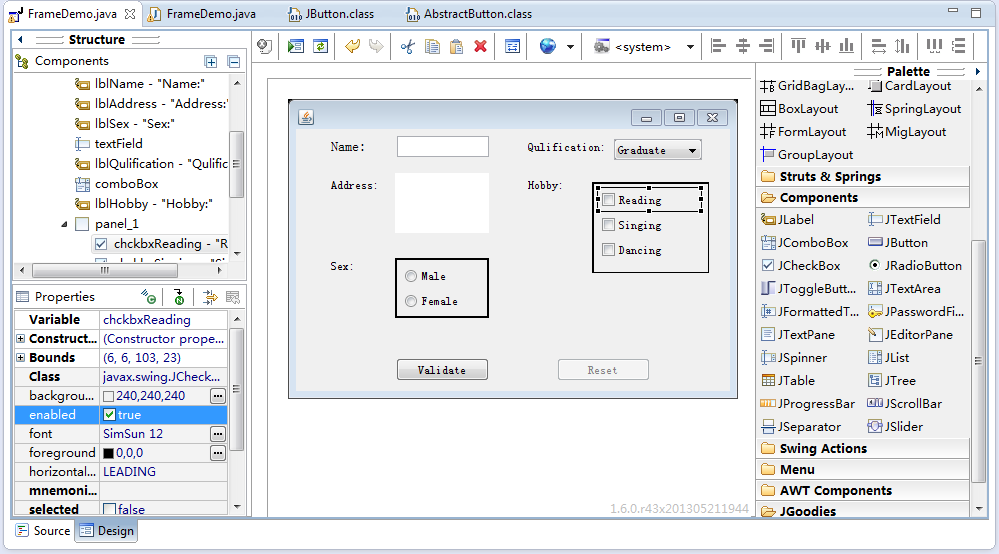 FrameDemo.java
FrameDemo.java
JButton.class
AbstractButton.class
Structure
Components
lblName - "Name:"
lblAddress - "Address:"
lblSex - "Sex:"
textField
lblQulification - "Qulific
comboBox
lblHobby - "Hobby:"
panel_1
chckbxReading - "R
Properties
Variable chckbxReading
Construct... (Constructor prope...
Bounds (6, 6, 103, 23)
Class javax.swing.JChec...
backgrou... 240,240,240
enabled true
font SimSun 12
foreground 0,0,0
horizontal... LEADING
mnemoni...
selected false
Source Design
<system>
Name:
Qulification: Graduate
Address:
Hobby:
Reading
Singing
Dancing
Sex:
Male
Female
Validate Reset
1.6.0.r43x201305211944
Palette
GridBagLay... CardLayout
BoxLayout SpringLayout
FormLayout MigLayout
GroupLayout
Struts & Springs
Components
JLabel JTextField
JComboBox JButton
JCheckBox JRadioButton
JToggleButt... JTextArea
JFormattedT... JPasswordFi...
JTextPane JEditorPane
JSpinner JList
JTable JTree
JProgressBar JScrollBar
JSeparator JSlider
Swing Actions
Menu
AWT Components
JGoodies